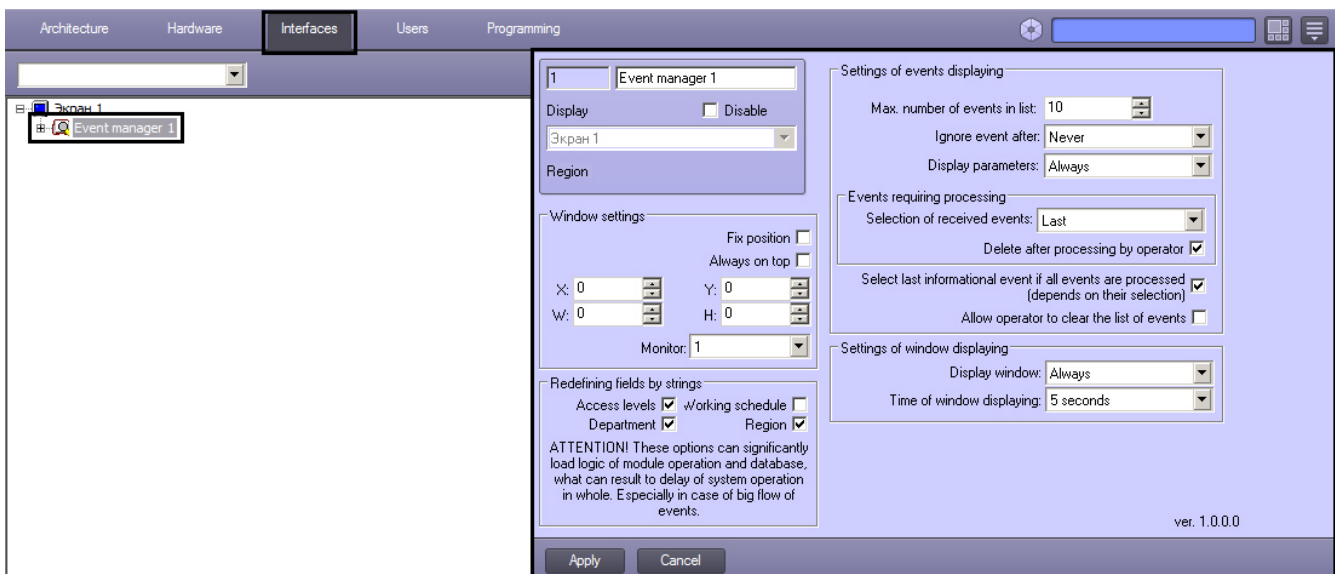 Architecture Hardware Interfaces Users Programming
Экран 1
Event manager 1
1 Event manager 1
Display Disable
Экран 1
Region
Window settings
Fix position
Always on top
X: 0 Y: 0
W: 0 H: 0
Monitor: 1
Redefining fields by strings
Access levels Working schedule
Department Region
ATTENTION! These options can significantly
load logic of module operation and database,
what can result to delay of system operation
in whole. Especially in case of big flow of
events.
Settings of events displaying
Max. number of events in list: 10
Ignore event after: Never
Display parameters: Always
Events requiring processing
Selection of received events: Last
Delete after processing by operator
Select last informational event if all events are processed
(depends on their selection)
Allow operator to clear the list of events
Settings of window displaying
Display window: Always
Time of window displaying: 5 seconds
ver. 1.0.0.0
Apply Cancel